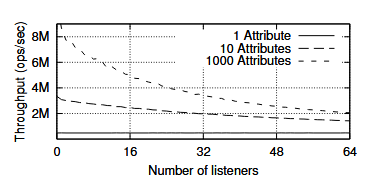 Throughput (ops/sec)
8M
6M
4M
2M
1 Attribute
10 Attributes
1000 Attributes
0 16 32 48 64
Number of listeners